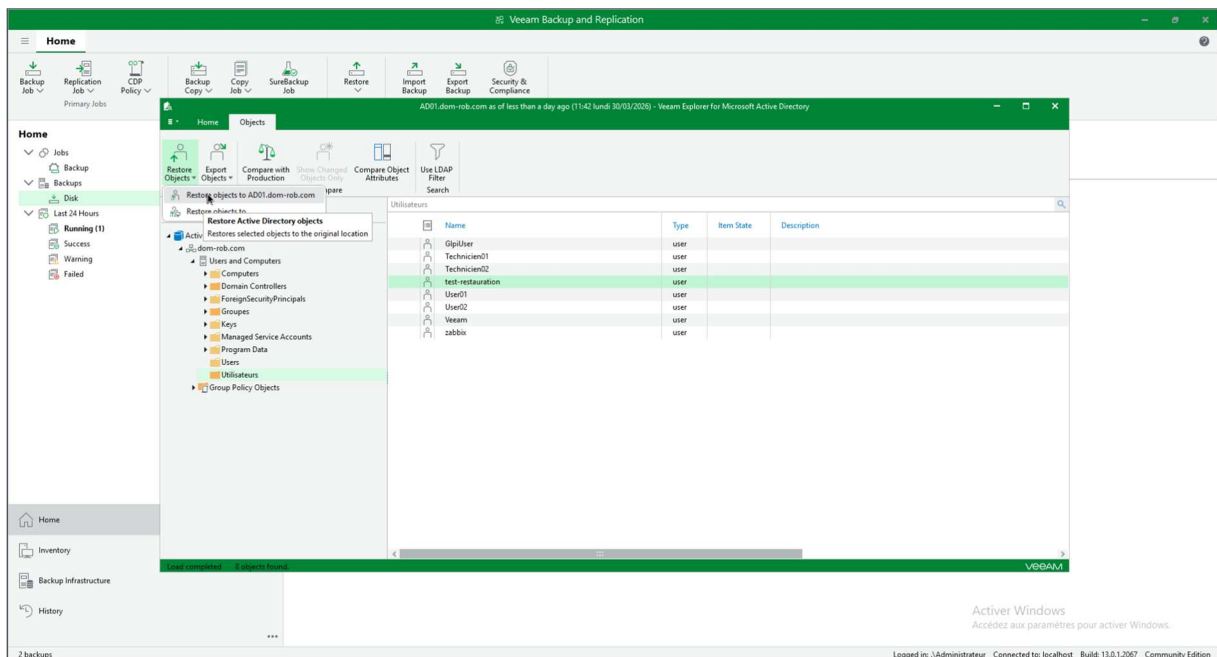 Veeam Backup and Replication
Home
Backup Job
Replication Job
CDP Policy
Backup Copy
Copy Job
SureBackup Job
Restore
Import Backup
Export Backup
Security & Compliance
Primary Jobs
AD01.dom-rob.com as of less than a day ago (11:42 lundi 30/03/2026) - Veeam Explorer for Microsoft Active Directory
Home Objects
Restore Objects
Export Objects
Compare with Production
Show Changed Objects Only
Compare Object Attributes
Use LDAP Filter
pare
Search
Restore objects to AD01.dom-rob.com
Restore objects to
Restore Active Directory objects
Restores selected objects to the original location
Home
Jobs
Backup
Backups
Disk
Last 24 Hours
Running (1)
Success
Warning
Failed
Activ
dom-rob.com
Users and Computers
Computers
Domain Controllers
ForeignSecurityPrincipals
Groupes
Keys
Managed Service Accounts
Program Data
Users
Utilisateurs
Group Policy Objects
Utilisateurs
Name Type Item State Description
GlpiUser user
Technicien01 user
Technicien02 user
test-restauration user
User01 user
User02 user
Veeam user
zabbix user
Load completed 8 objects found.
veeam
Home
Inventory
Backup Infrastructure
History
Activer Windows
Accédez aux paramètres pour activer Windows.
2 backups
Logged in: .\Administrateur Connected to: localhost Build: 13.0.1.2067 Community Edition